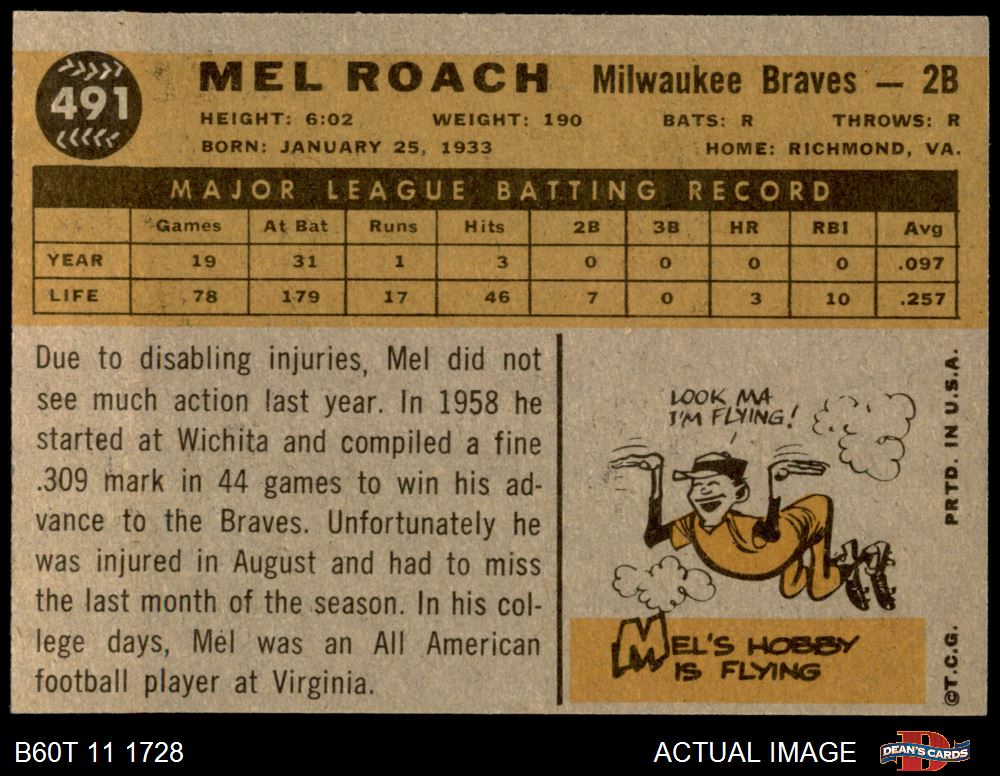 491
MEL ROACH Milwaukee Braves — 2B
HEIGHT: 6:02 WEIGHT: 190 BATS: R THROWS: R
BORN: JANUARY 25, 1933 HOME: RICHMOND, VA.
MAJOR LEAGUE BATTING RECORD
Games At Bat Runs Hits 2B 3B HR RBI Avg
YEAR 19 31 1 3 0 0 0 0 .097
LIFE 78 179 17 46 7 0 3 10 .257
Due to disabling injuries, Mel did not
see much action last year. In 1958 he
started at Wichita and compiled a fine
.309 mark in 44 games to win his ad-
vance to the Braves. Unfortunately he
was injured in August and had to miss
the last month of the season. In his col-
lege days, Mel was an All American
football player at Virginia.
LOOK MA
I'M FLYING!
MEL'S HOBBY
IS FLYING
©T.C.G. PRTD. IN U.S.A.
B60T 11 1728 ACTUAL IMAGE
D
DEAN'S CARDS